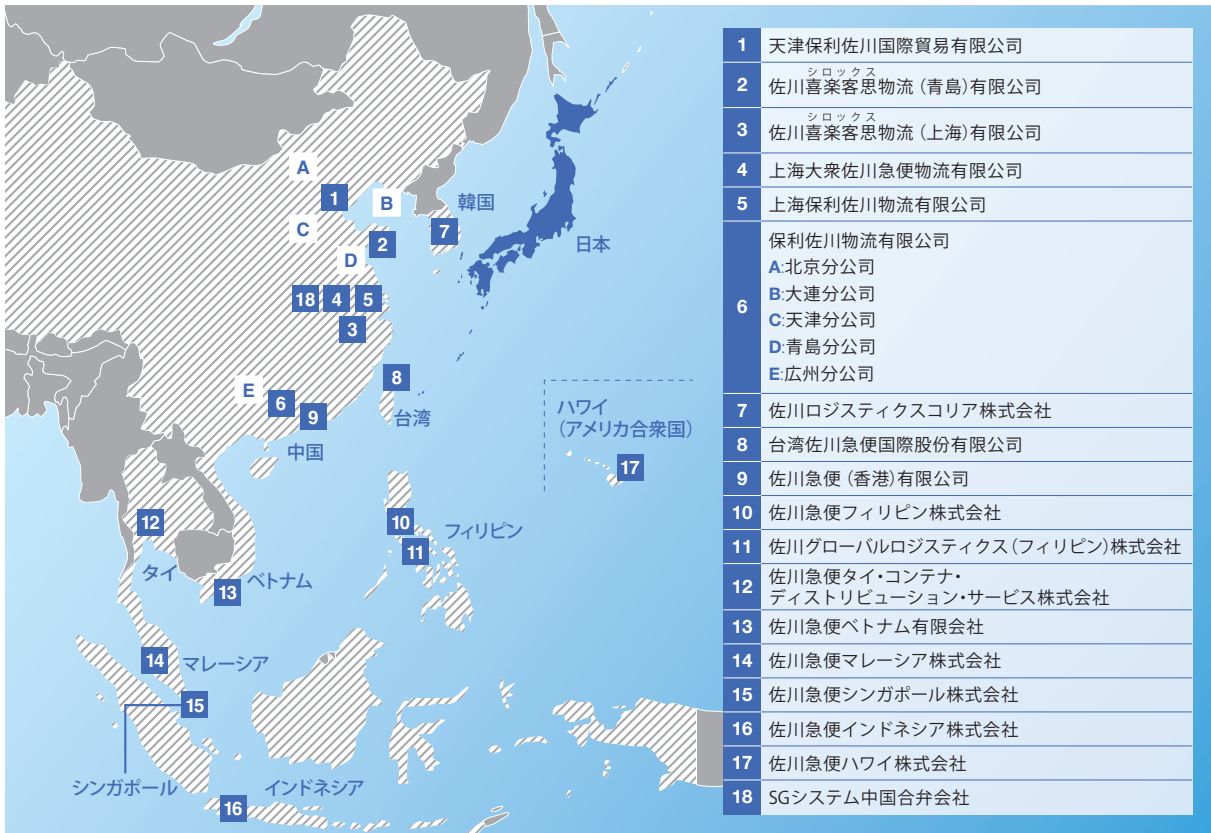 A
1
B
韓国
C
7
2
日本
D
18
4
5
3
8
E
6
9
台湾
中国
ハワイ
（アメリカ合衆国）
17
10
12
フィリピン
11
タイ
ベトナム
13
14
マレーシア
15
シンガポール
インドネシア
16
1 天津保利佐川国際貿易有限公司
シロックス
2 佐川喜楽客思物流（青島）有限公司
シロックス
3 佐川喜楽客思物流（上海）有限公司
4 上海大衆佐川急便物流有限公司
5 上海保利佐川物流有限公司
6 保利佐川物流有限公司
A:北京分公司
B:大連分公司
C:天津分公司
D:青島分公司
E:広州分公司
7 佐川ロジスティクスコリア株式会社
8 台湾佐川急便国際股份有限公司
9 佐川急便（香港）有限公司
10 佐川急便フィリピン株式会社
11 佐川グローバルロジスティクス（フィリピン）株式会社
12 佐川急便タイ・コンテナ・
ディストリビューション・サービス株式会社
13 佐川急便ベトナム有限会社
14 佐川急便マレーシア株式会社
15 佐川急便シンガポール株式会社
16 佐川急便インドネシア株式会社
17 佐川急便ハワイ株式会社
18 SGシステム中国合弁会社